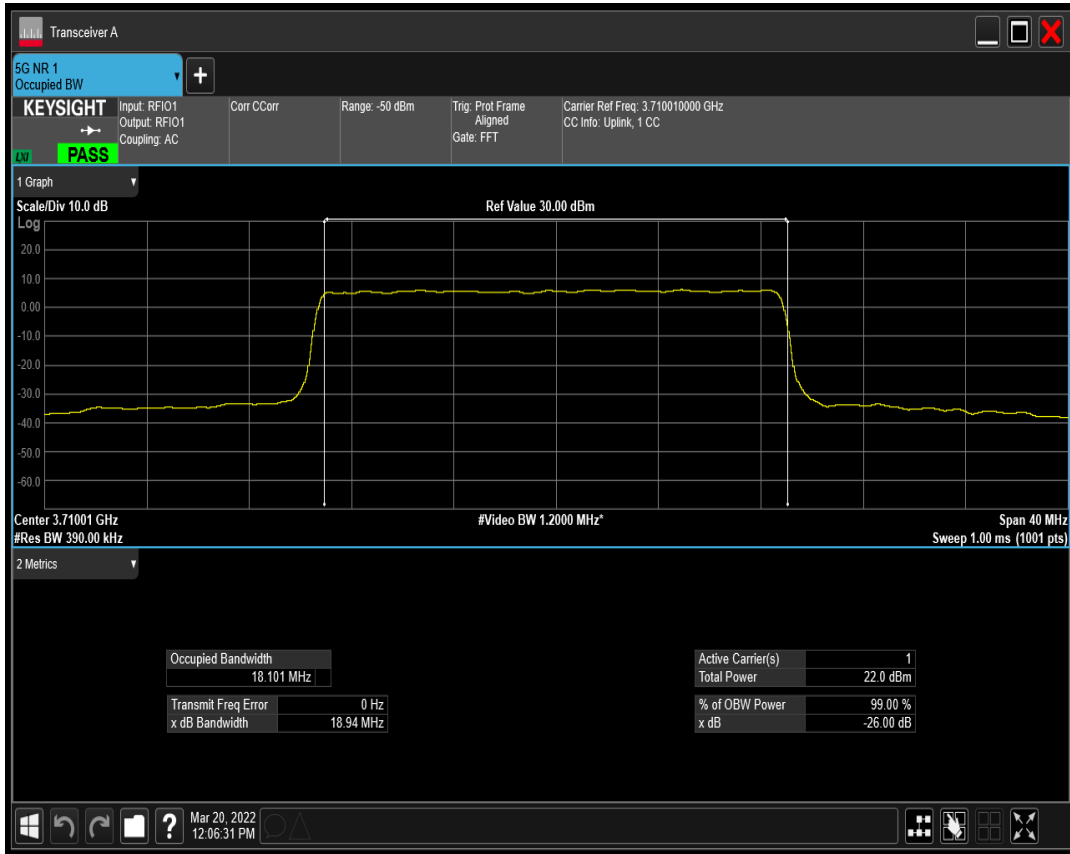 Transceiver A
5G NR 1
Occupied BW
+
KEYSIGHT
Input: RFIO1
Output: RFIO1
Coupling: AC
Corr CCorr
Range: -50 dBm
Trig: Prot Frame
Aligned
Gate: FFT
Carrier Ref Freq: 3.710010000 GHz
CC Info: Uplink, 1 CC
LXI
PASS
1 Graph
Scale/Div 10.0 dB
Ref Value 30.00 dBm
Log
20.0
10.0
0.00
-10.0
-20.0
-30.0
-40.0
-50.0
-60.0
Center 3.71001 GHz
#Video BW 1.2000 MHz*
Span 40 MHz
#Res BW 390.00 kHz
Sweep 1.00 ms (1001 pts)
2 Metrics
Occupied Bandwidth
18.101 MHz
Transmit Freq Error 0 Hz
x dB Bandwidth 18.94 MHz
Active Carrier(s) 1
Total Power 22.0 dBm
% of OBW Power 99.00 %
x dB -26.00 dB
?
Mar 20, 2022
12:06:31 PM